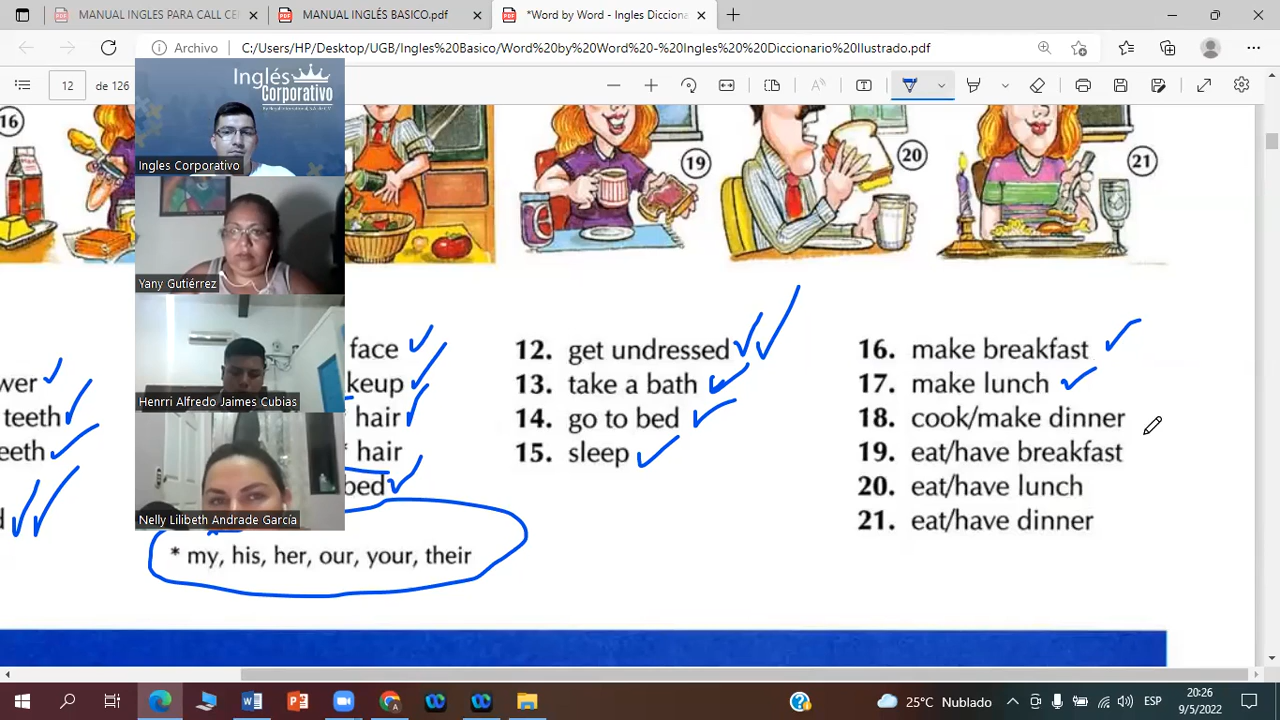 MANUAL INGLES PARA CALL CE
MANUAL INGLÉS BASICO.pdf
*Word by Word - Ingles Dicciona
Archivo
C:/Users/HP/Desktop/UGB/Ingles%20Basico/Word%20by%20Word%20-%20Ingles%20%20Diccionario%20Ilustrado.pdf
12
de 126
16
19
20
21
Inglés
Corporativo
Ingles Corporativo
Yany Gutiérrez
Henrri Alfredo Jaimes Cubias
Nelly Lilibeth Andrade García
wer
teeth
eeth
d
face
keup
hair
* hair
bed
* my, his, her, our, your, their
12. get undressed
13. take a bath
14. go to bed
15. sleep
16. make breakfast
17. make lunch
18. cook/make dinner
19. eat/have breakfast
20. eat/have lunch
21. eat/have dinner
25°C Nublado
ESP
20:26
9/5/2022